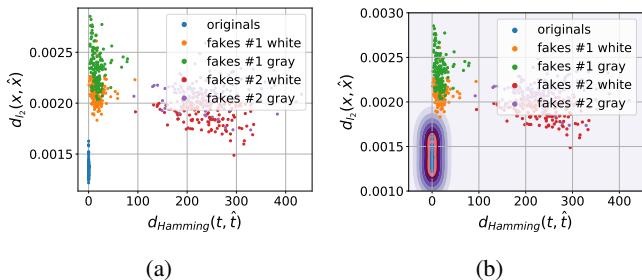 originals
fakes #1 white
fakes #1 gray
fakes #2 white
fakes #2 gray
0.0025
0.0020
0.0015
0 100 200 300 400
d_{l_2}(x, x̂)
d_{Hamming}(t, t̂)
(a)
originals
fakes #1 white
fakes #1 gray
fakes #2 white
fakes #2 gray
0.0030
0.0025
0.0020
0.0015
0.0010
0 100 200 300 400
d_{l_2}(x, x̂)
d_{Hamming}(t, t̂)
(b)